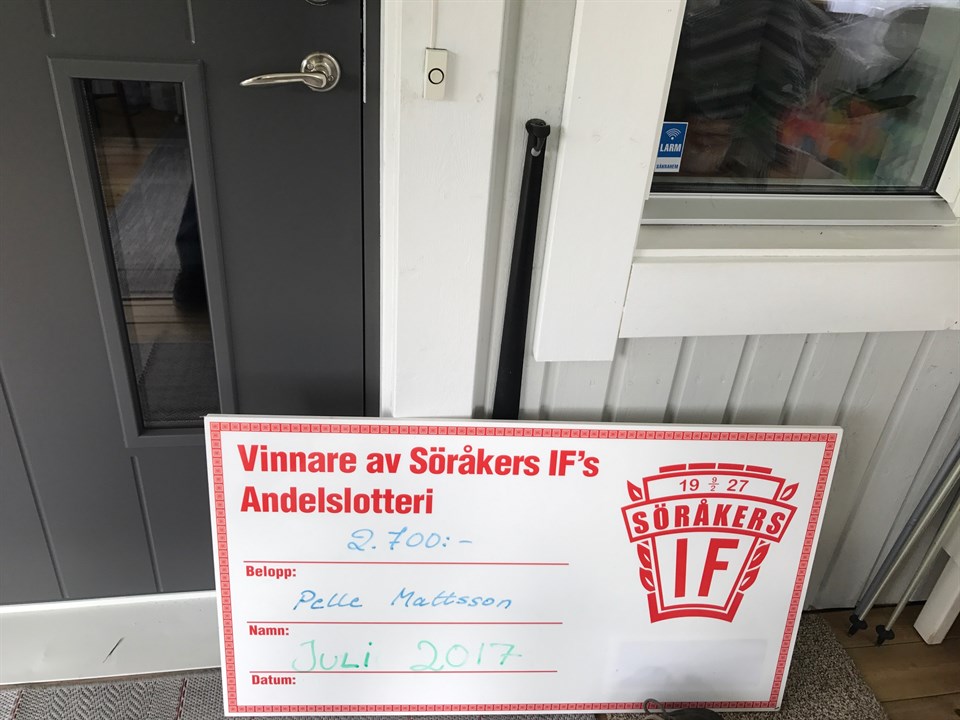 LARM
Vinnare av Söråkers IF's
Andelslotteri
2.700:-
Belopp:
Pelle Mattsson
Namn:
Juli 2017
Datum:
19 9/2 27
SÖRÅKERS
IF